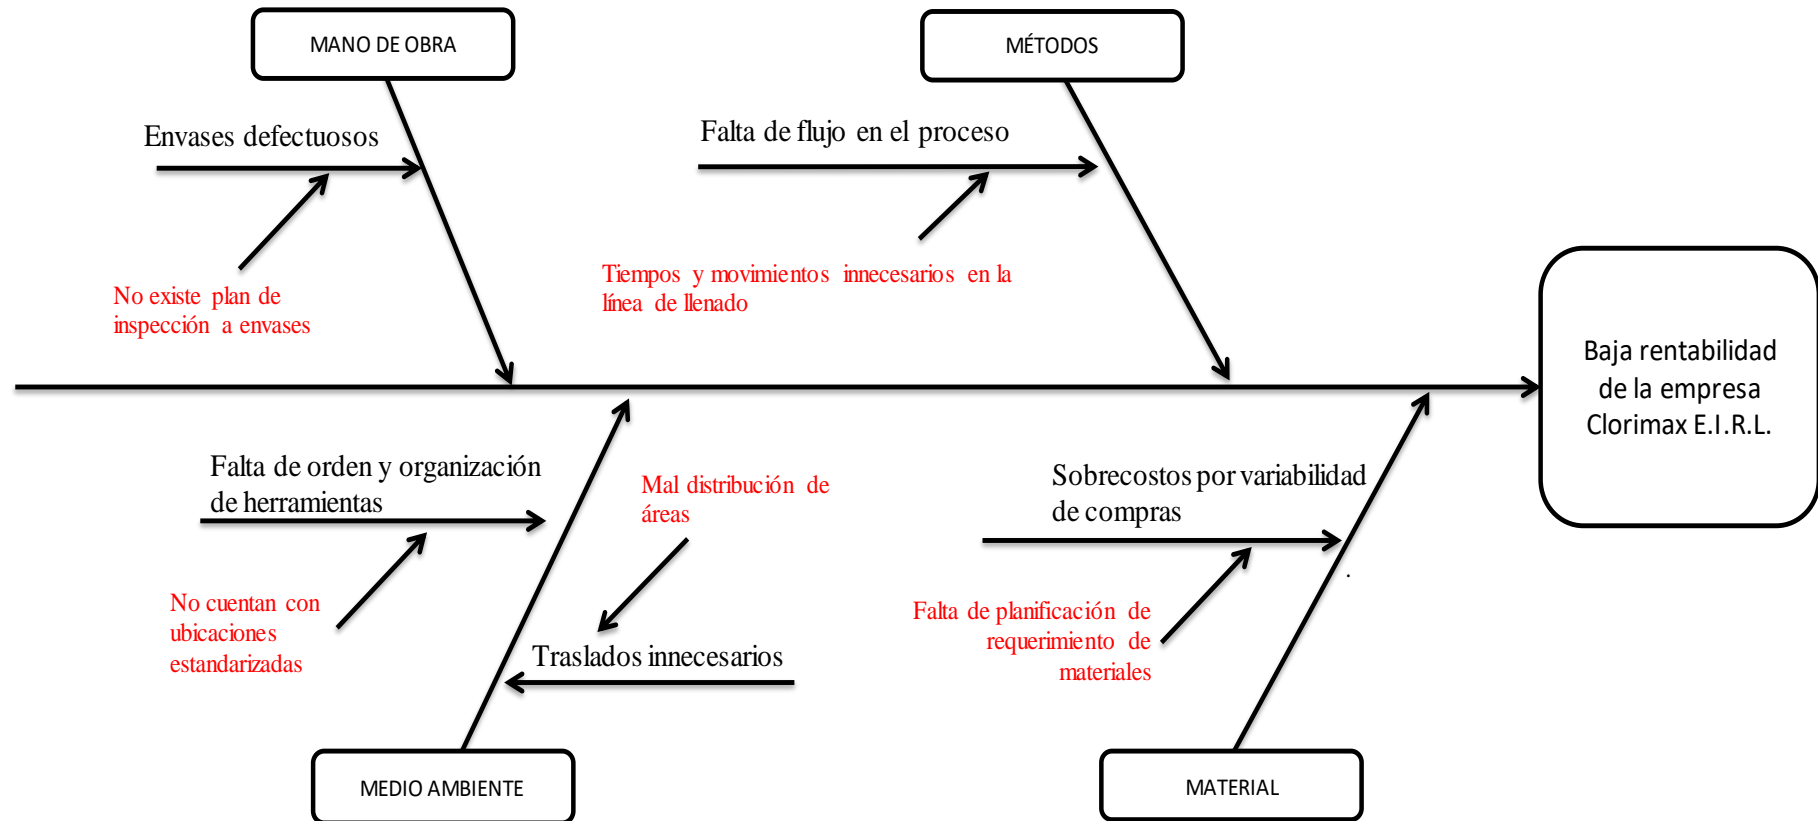 MANO DE OBRA
MÉTODOS
Envases defectuosos
Falta de flujo en el proceso
No existe plan de
inspección a envases
Tiempos y movimientos innecesarios en la
línea de llenado
Baja rentabilidad
de la empresa
Clorimax E.I.R.L.
Falta de orden y organización
de herramientas
Mal distribución de
áreas
Sobrecostos por variabilidad
de compras
.
No cuentan con
ubicaciones
estandarizadas
Traslados innecesarios
Falta de planificación de
requerimiento de
materiales
MEDIO AMBIENTE
MATERIAL